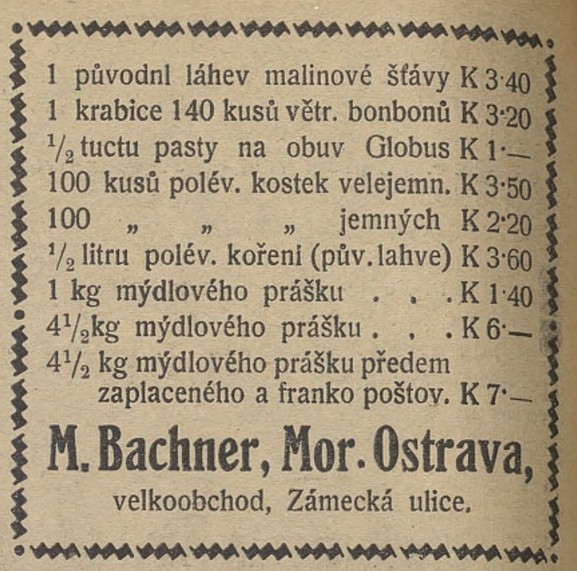 1 původní láhev malinové šťávy K 3·40
1 krabice 140 kusů větr. bonbonů K 3·20
½ tuctu pasty na obuv Globus K 1·—
100 kusů polév. kostek velejemn. K 3·50
100 „ „ „ jemných K 2·20
½ litru polév. koření (pův. lahve) K 3·60
1 kg mýdlového prášku . . . K 1·40
4½kg mýdlového prášku . . . K 6·—
4½ kg mýdlového prášku předem
zaplaceného a franko poštov. K 7·—
M. Bachner, Mor. Ostrava,
velkoobchod, Zámecká ulice.